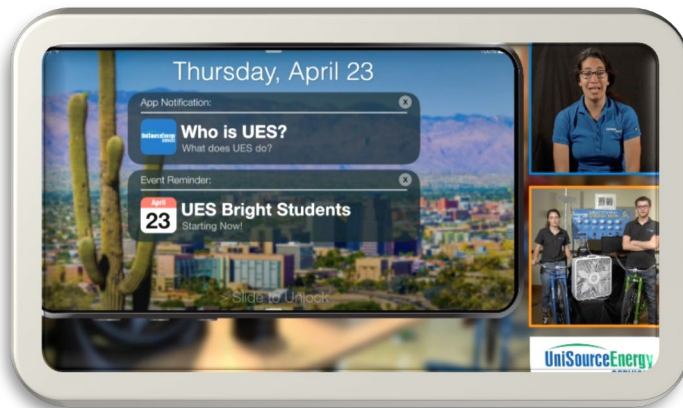 Thursday, April 23
App Notification:
X
Who is UES?
What does UES do?
Event Reminder:
X
April
23
UES Bright Students
Starting Now!
Slide to Unlock
UniSourceEnergy